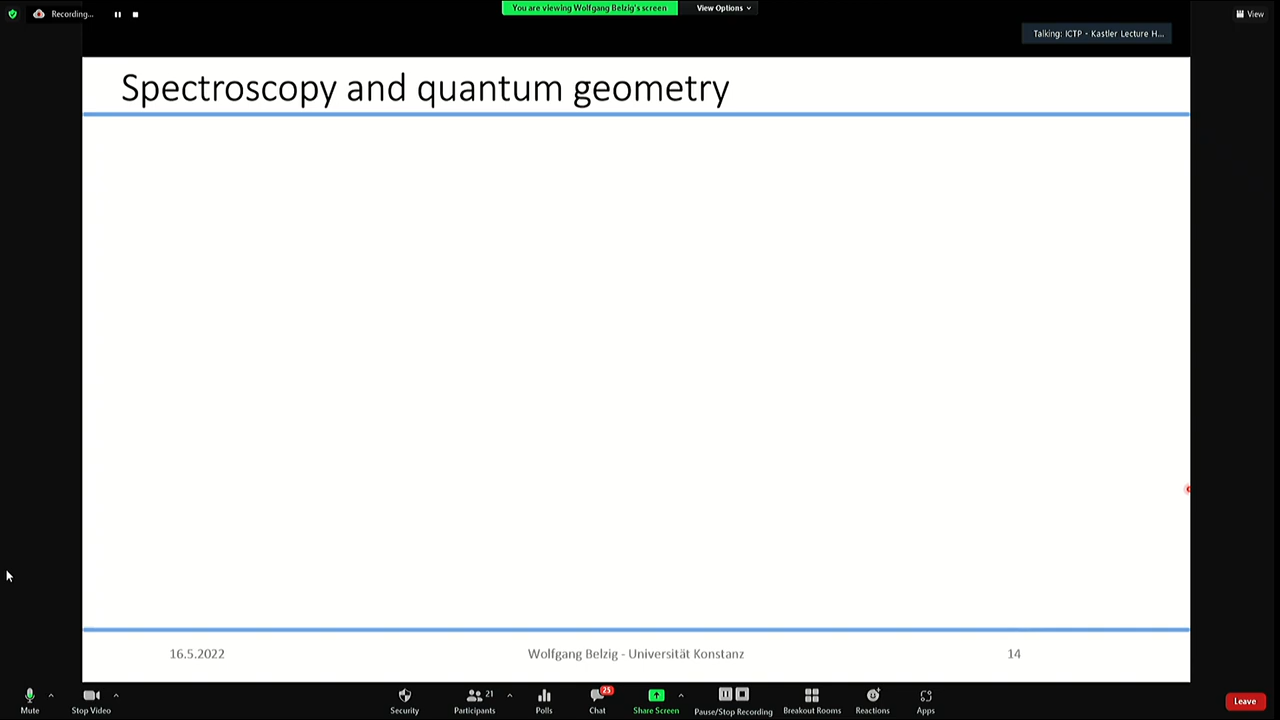 Recording...
You are viewing Wolfgang Belzig's screen
View Options
View
Talking: ICTP - Kastler Lecture H...
Spectroscopy and quantum geometry
16.5.2022
Wolfgang Belzig - Universität Konstanz
14
Mute
Stop Video
Security
Participants
21
Polls
Chat
25
Share Screen
Pause/Stop Recording
Breakout Rooms
Reactions
Apps
Leave